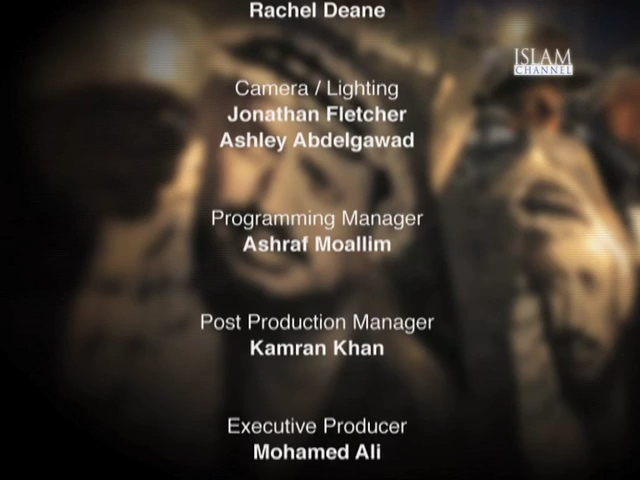 Rachel Deane
ISLAM
CHANNEL
Camera / Lighting
Jonathan Fletcher
Ashley Abdelgawad
Programming Manager
Ashraf Moallim
Post Production Manager
Kamran Khan
Executive Producer
Mohamed Ali